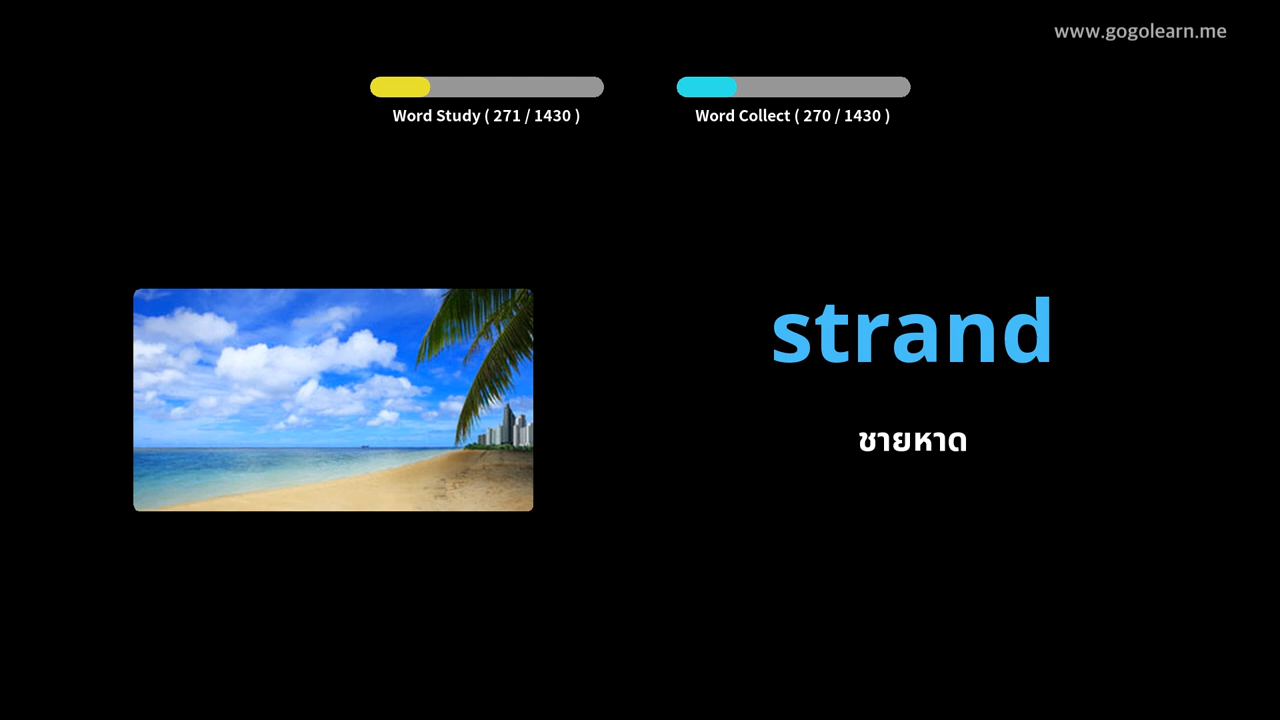 www.gogolearn.me
Word Study ( 271 / 1430 )
Word Collect ( 270 / 1430 )
strand
ชายหาด